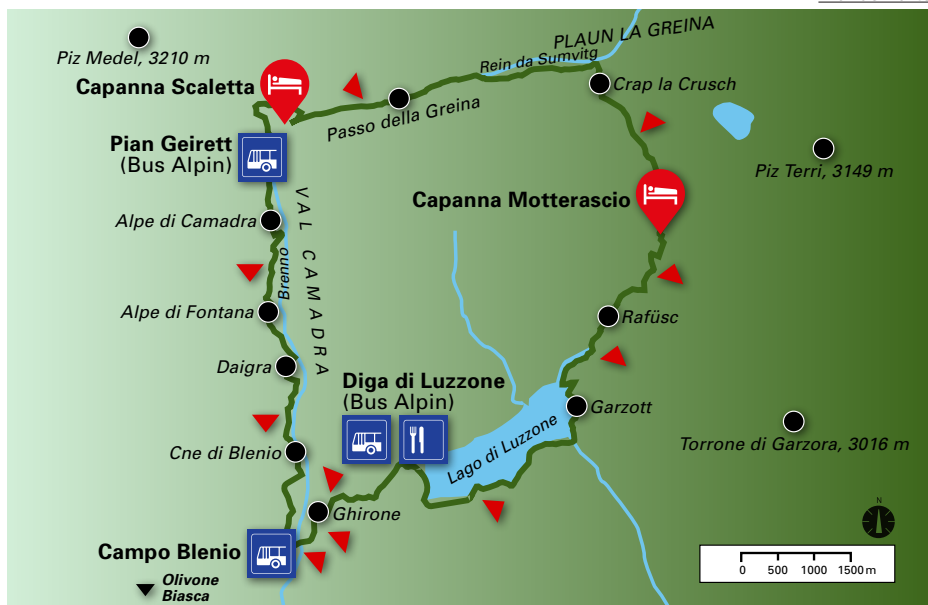 PLAUN LA GREINA
Piz Medel, 3210 m
Rein da Sumvitg
Capanna Scaletta
Crap la Crusch
Passo della Greina
Pian Geirett
(Bus Alpin)
Piz Terri, 3149 m
VAL CAMADRA
Capanna Motterascio
Alpe di Camadra
Brenno
Alpe di Fontana
Rafüsc
Daigra
Diga di Luzzone
(Bus Alpin)
Garzott
Lago di Luzzone
Torrone di Garzora, 3016 m
Cne di Blenio
Ghirone
N
Campo Blenio
0 500 1000 1500 m
Olivone
Biasca